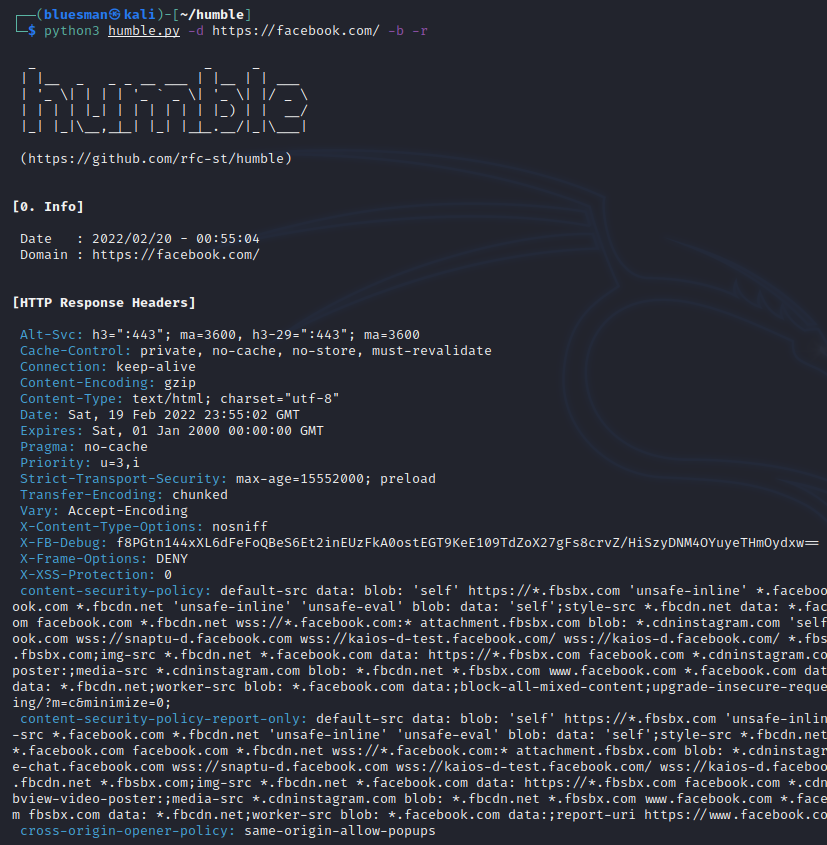 ┌──(bluesman㉿kali)-[~/humble]
└─$ python3 humble.py -d https://facebook.com/ -b -r
humble
(https://github.com/rfc-st/humble)
[0. Info]
Date   : 2022/02/20 - 00:55:04
Domain : https://facebook.com/
[HTTP Response Headers]
Alt-Svc: h3=":443"; ma=3600, h3-29=":443"; ma=3600
Cache-Control: private, no-cache, no-store, must-revalidate
Connection: keep-alive
Content-Encoding: gzip
Content-Type: text/html; charset="utf-8"
Date: Sat, 19 Feb 2022 23:55:02 GMT
Expires: Sat, 01 Jan 2000 00:00:00 GMT
Pragma: no-cache
Priority: u=3,i
Strict-Transport-Security: max-age=15552000; preload
Transfer-Encoding: chunked
Vary: Accept-Encoding
X-Content-Type-Options: nosniff
X-FB-Debug: f8PGtn144xXL6dFeFoQBeS6Et2inEUzFkA0ostEGT9KeE109TdZoX27gFs8crvZ/HiSzyDNM4OYuyeTHmOydxw==
X-Frame-Options: DENY
X-XSS-Protection: 0
content-security-policy: default-src data: blob: 'self' https://*.fbsbx.com 'unsafe-inline' *.faceboo
ook.com *.fbcdn.net 'unsafe-inline' 'unsafe-eval' blob: data: 'self';style-src *.fbcdn.net data: *.fac
om facebook.com *.fbcdn.net wss://*.facebook.com:* attachment.fbsbx.com blob: *.cdninstagram.com 'self
ook.com wss://snaptu-d.facebook.com wss://kaios-d-test.facebook.com/ wss://kaios-d.facebook.com/ *.fbs
.fbsbx.com;img-src *.fbcdn.net *.facebook.com data: https://*.fbsbx.com facebook.com *.cdninstagram.co
poster:;media-src *.cdninstagram.com blob: *.fbcdn.net *.fbsbx.com www.facebook.com *.facebook.com dat
data: *.fbcdn.net;worker-src blob: *.facebook.com data:;block-all-mixed-content;upgrade-insecure-reque
ing/?m=c&minimize=0;
content-security-policy-report-only: default-src data: blob: 'self' https://*.fbsbx.com 'unsafe-inlin
-src *.facebook.com *.fbcdn.net 'unsafe-inline' 'unsafe-eval' blob: data: 'self';style-src *.fbcdn.net
*.facebook.com facebook.com *.fbcdn.net wss://*.facebook.com:* attachment.fbsbx.com blob: *.cdninstagr
e-chat.facebook.com wss://snaptu-d.facebook.com wss://kaios-d-test.facebook.com/ wss://kaios-d.faceboo
.fbcdn.net *.fbsbx.com;img-src *.fbcdn.net *.facebook.com data: https://*.fbsbx.com facebook.com *.cdn
bview-video-poster:;media-src *.cdninstagram.com blob: *.fbcdn.net *.fbsbx.com www.facebook.com *.face
m fbsbx.com data: *.fbcdn.net;worker-src blob: *.facebook.com data:;report-uri https://www.facebook.co
cross-origin-opener-policy: same-origin-allow-popups